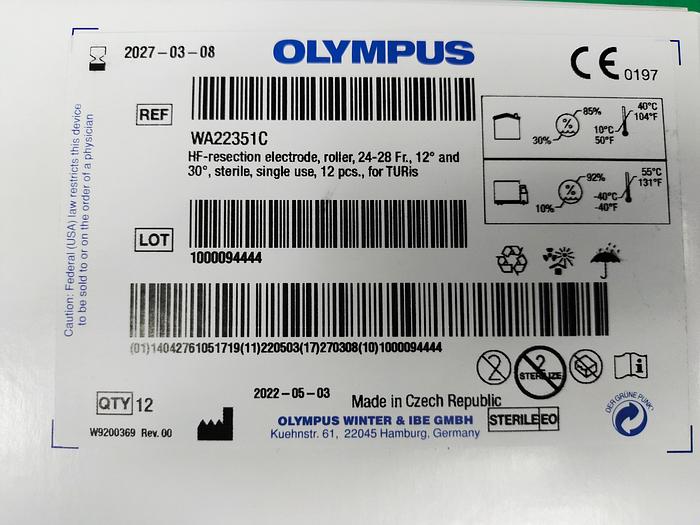 2027-03-08
OLYMPUS
CE 0197
REF
WA22351C
HF-resection electrode, roller, 24-28 Fr., 12° and
30°, sterile, single use, 12 pcs., for TURis
85%
%
30%
40°C
104°F
10°C
50°F
92%
%
10%
55°C
131°F
-40°C
-40°F
LOT
1000094444
(01)14042761051719(11)220503(17)270308(10)1000094444
2
2
STERILIZE
i
QTY 12
2022-05-03
Made in Czech Republic
W9200369 Rev. 00
OLYMPUS WINTER & IBE GMBH
Kuehnstr. 61, 22045 Hamburg, Germany
STERILE EO
DER GRÜNE PUNKT
Caution: Federal (USA) law restricts this device
to be sold to or on the order of a physician